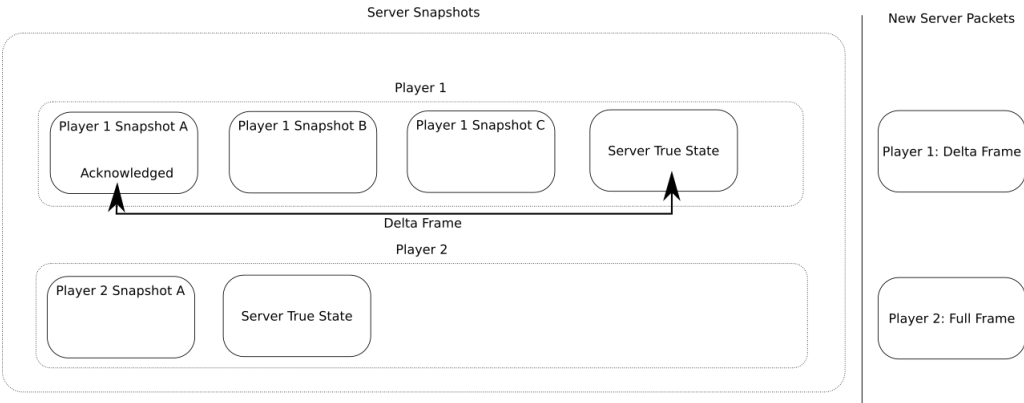 Server Snapshots
New Server Packets
Player 1
Player 1 Snapshot A
Player 1 Snapshot B
Player 1 Snapshot C
Server True State
Acknowledged
Player 1: Delta Frame
Delta Frame
Player 2
Player 2 Snapshot A
Server True State
Player 2: Full Frame